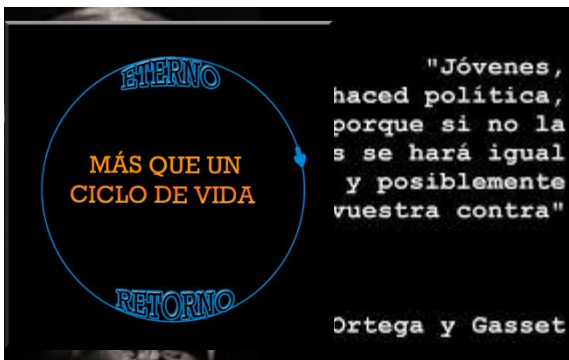 ETERNO
MÁS QUE UN
CICLO DE VIDA
RETORNO
"Jóvenes,
haced política,
porque si no la
s se hará igual
y posiblemente
vuestra contra"
Ortega y Gasset